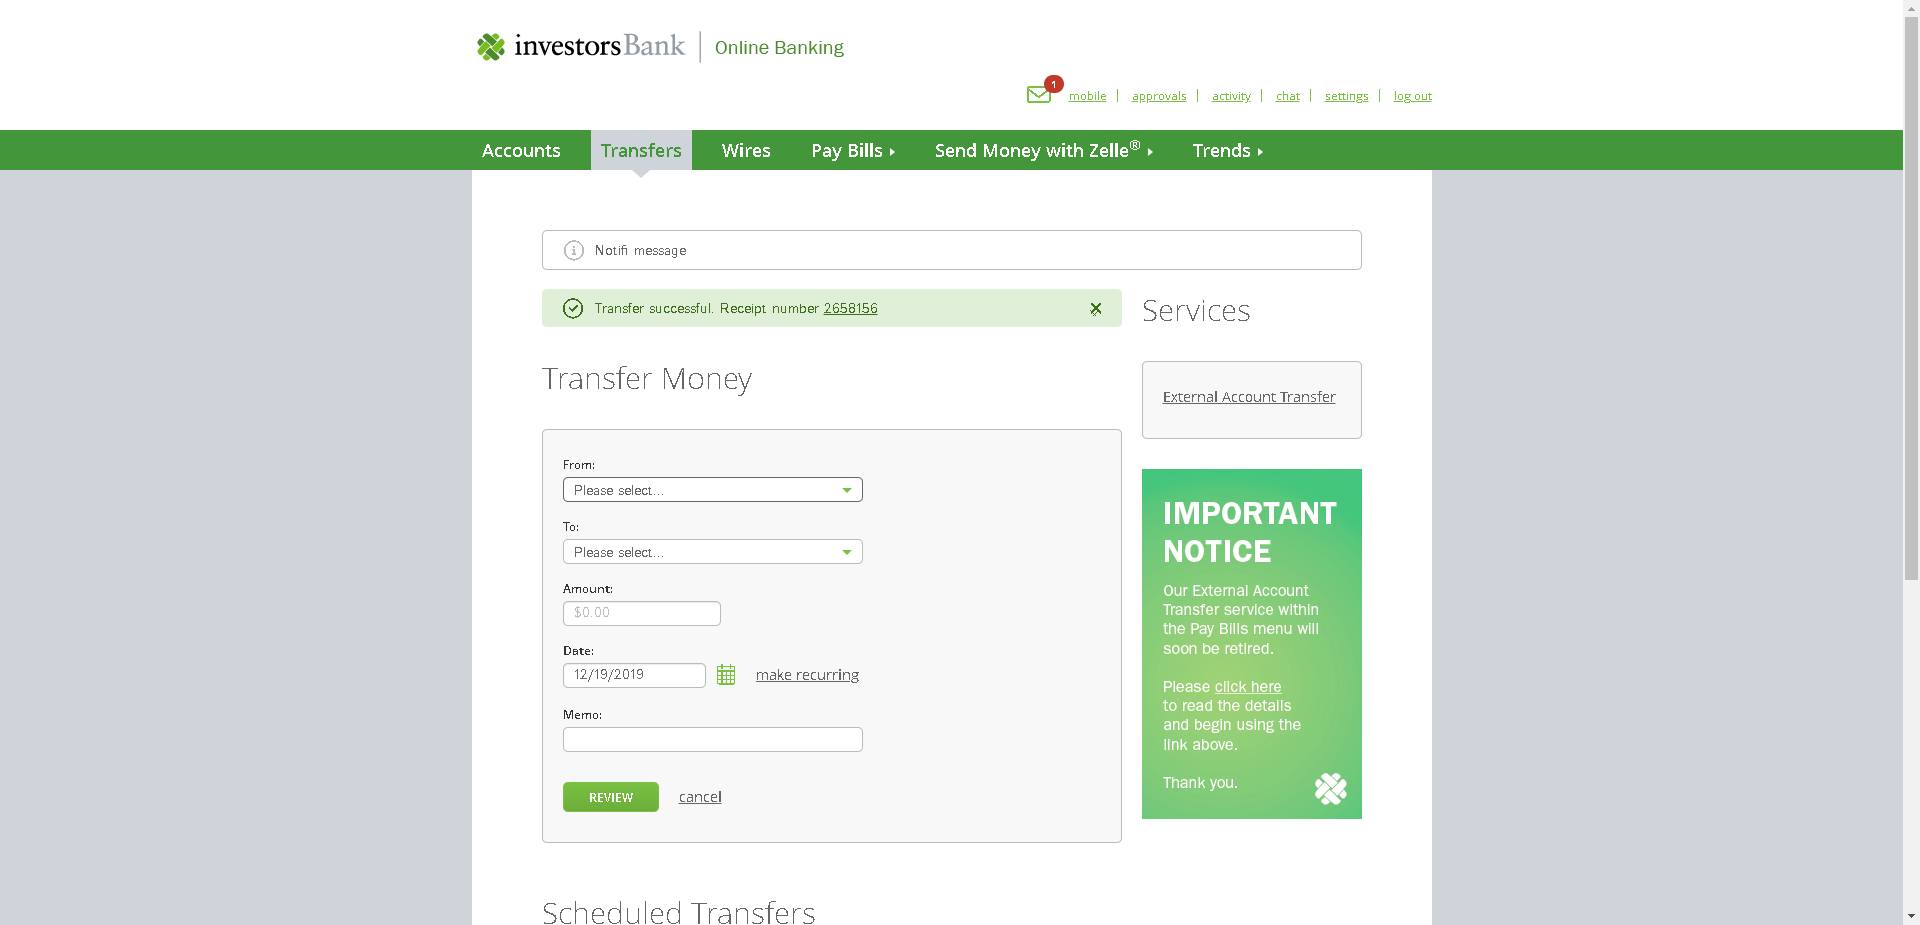 investorsBank Online Banking
1
mobile approvals activity chat settings log out
Accounts Transfers Wires Pay Bills Send Money with Zelle® Trends
Notifi message
Transfer successful. Receipt number 2658156
Services
Transfer Money
External Account Transfer
From:
Please select...
To:
Please select...
Amount:
$0.00
Date:
12/19/2019 make recurring
Memo:
REVIEW cancel
IMPORTANT
NOTICE
Our External Account
Transfer service within
the Pay Bills menu will
soon be retired.
Please click here
to read the details
and begin using the
link above.
Thank you.
Scheduled Transfers